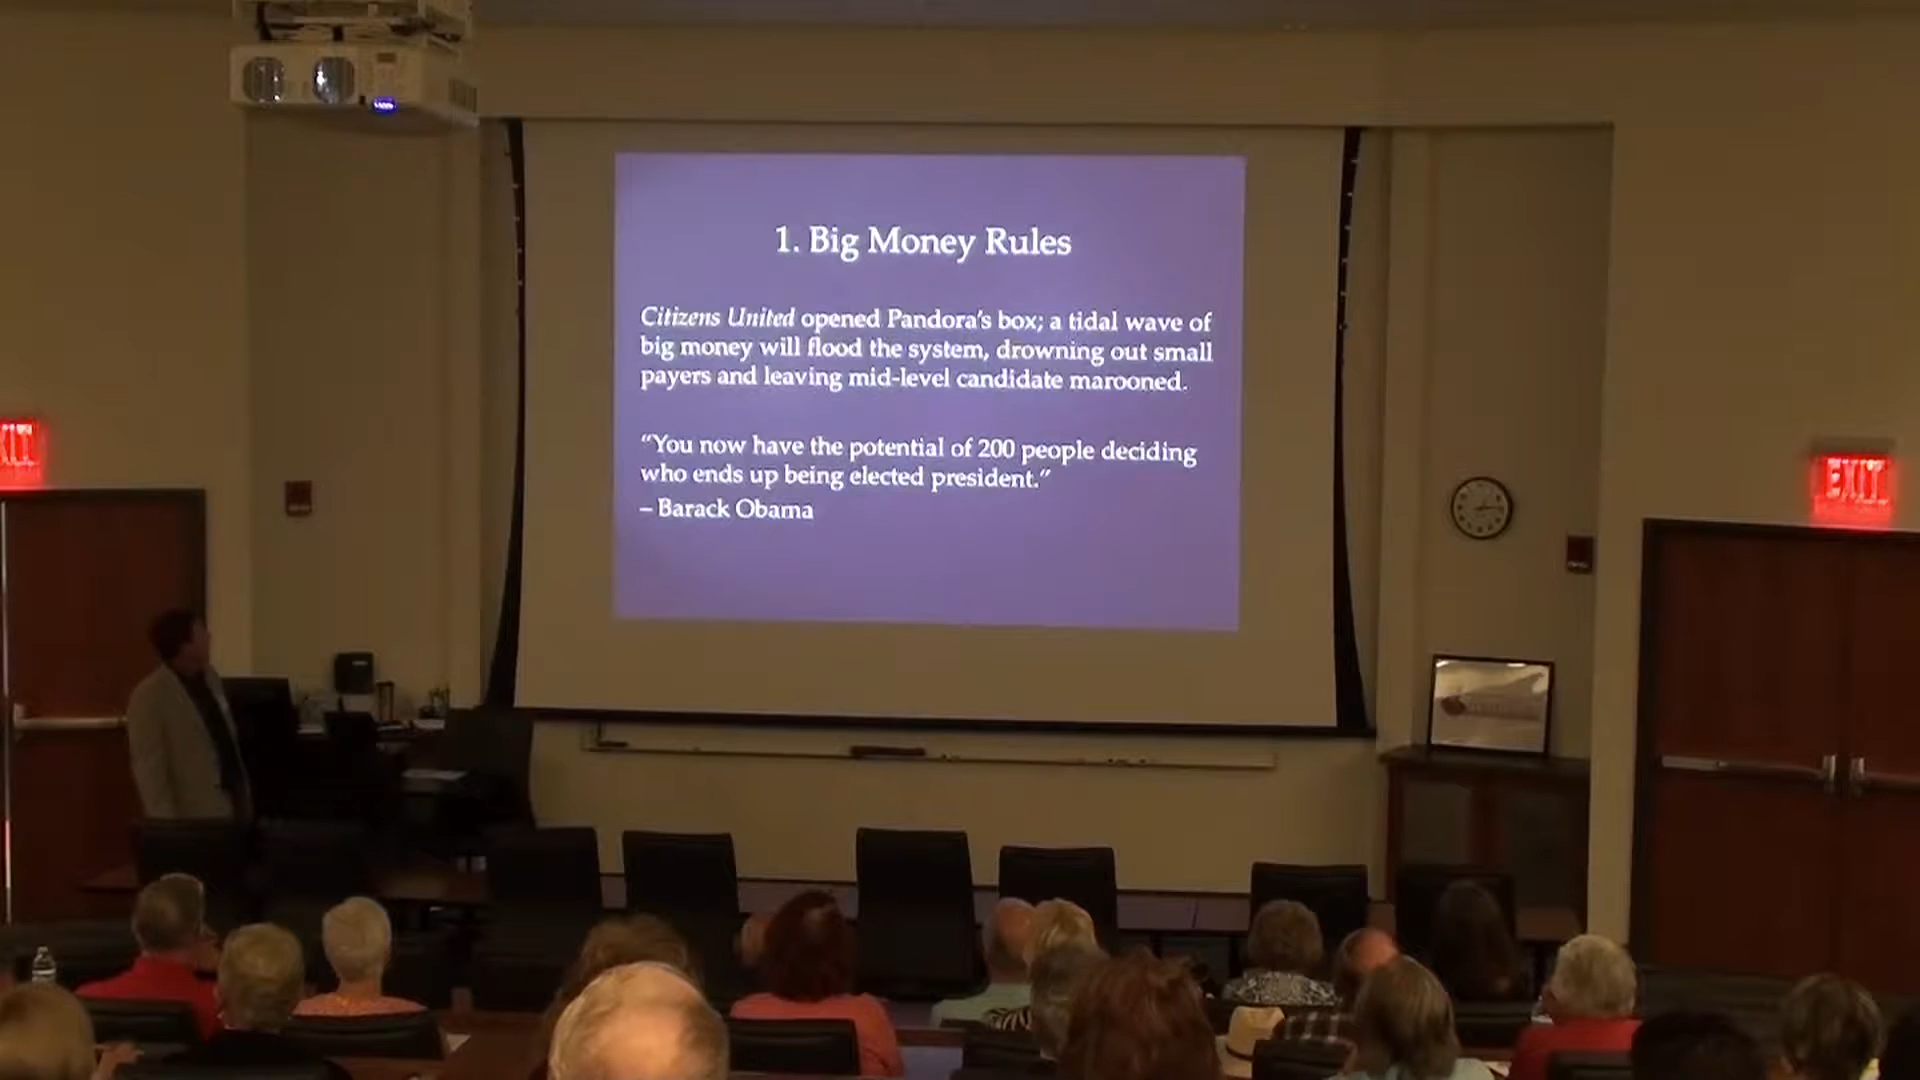 1. Big Money Rules
Citizens United opened Pandora's box; a tidal wave of
big money will flood the system, drowning out small
payers and leaving mid-level candidate marooned.
“You now have the potential of 200 people deciding
who ends up being elected president.”
– Barack Obama
XIT
EXIT